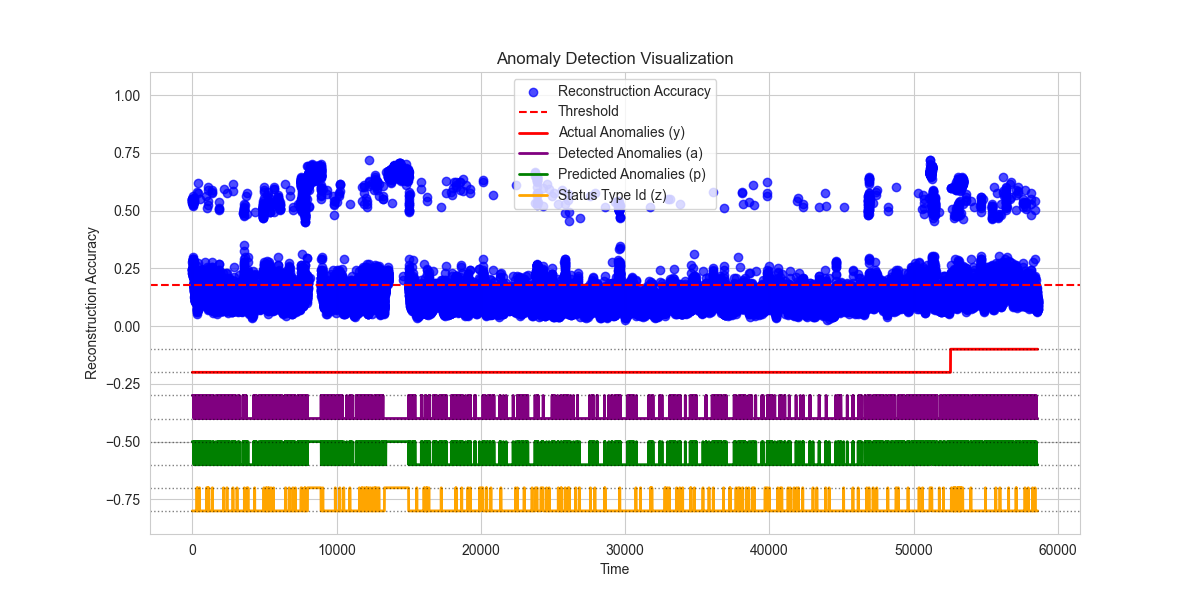 Anomaly Detection Visualization
Reconstruction Accuracy
Threshold
Actual Anomalies (y)
Detected Anomalies (a)
Predicted Anomalies (p)
Status Type Id (z)
Reconstruction Accuracy
1.00
0.75
0.50
0.25
0.00
−0.25
−0.50
−0.75
0 10000 20000 30000 40000 50000 60000
Time